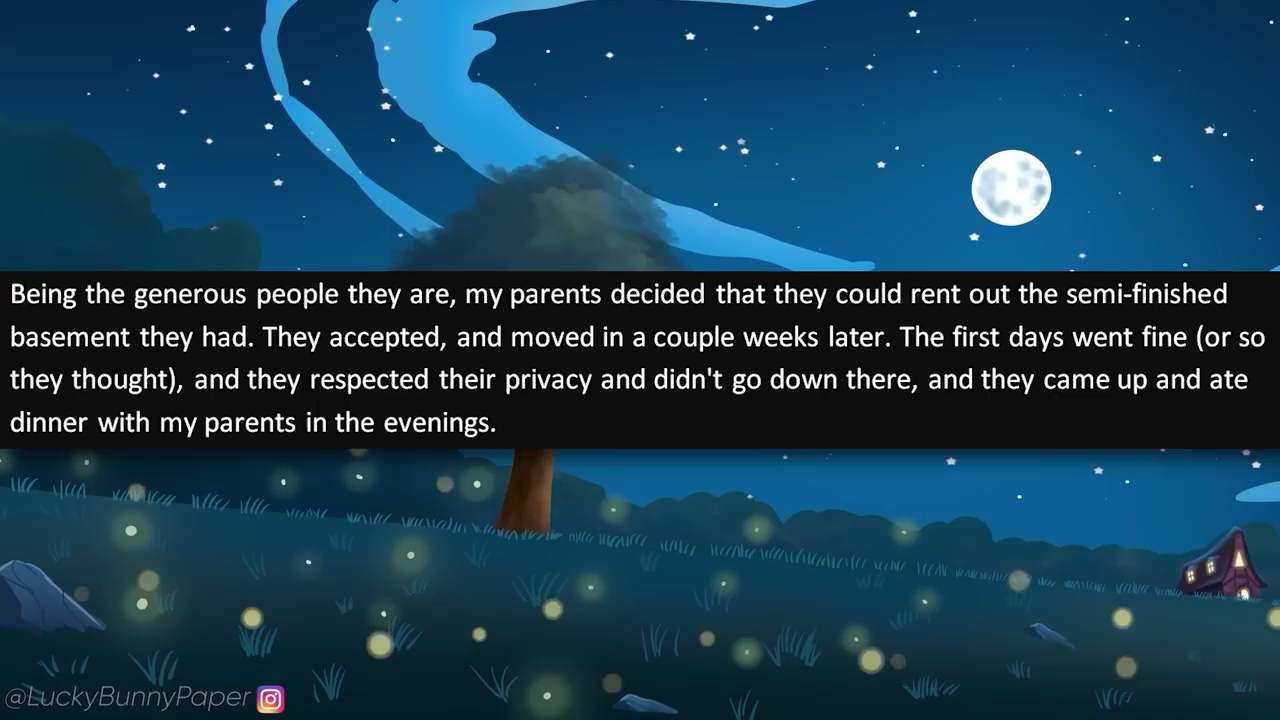 Being the generous people they are, my parents decided that they could rent out the semi-finished
basement they had. They accepted, and moved in a couple weeks later. The first days went fine (or so
they thought), and they respected their privacy and didn't go down there, and they came up and ate
dinner with my parents in the evenings.
@LuckyBunnyPaper